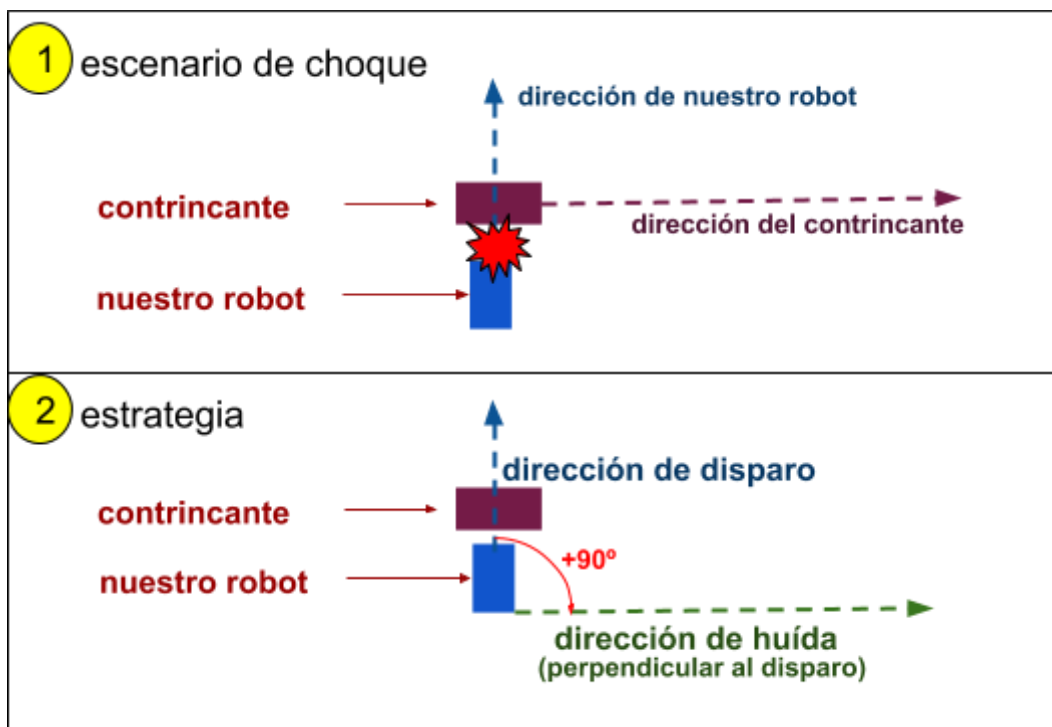 1 escenario de choque
dirección de nuestro robot
contrincante
dirección del contrincante
nuestro robot
2 estrategia
dirección de disparo
contrincante
+90º
nuestro robot
dirección de huída
(perpendicular al disparo)